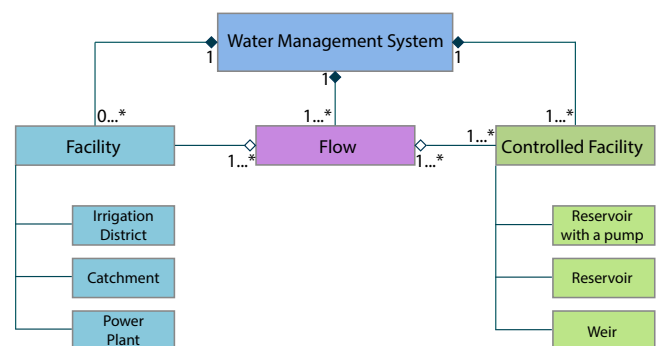 Water Management System
1
1
1
0...*
1...*
1...*
Facility
1...*
Flow
1...*
1...*
Controlled Facility
Irrigation
District
Catchment
Power
Plant
Reservoir
with a pump
Reservoir
Weir